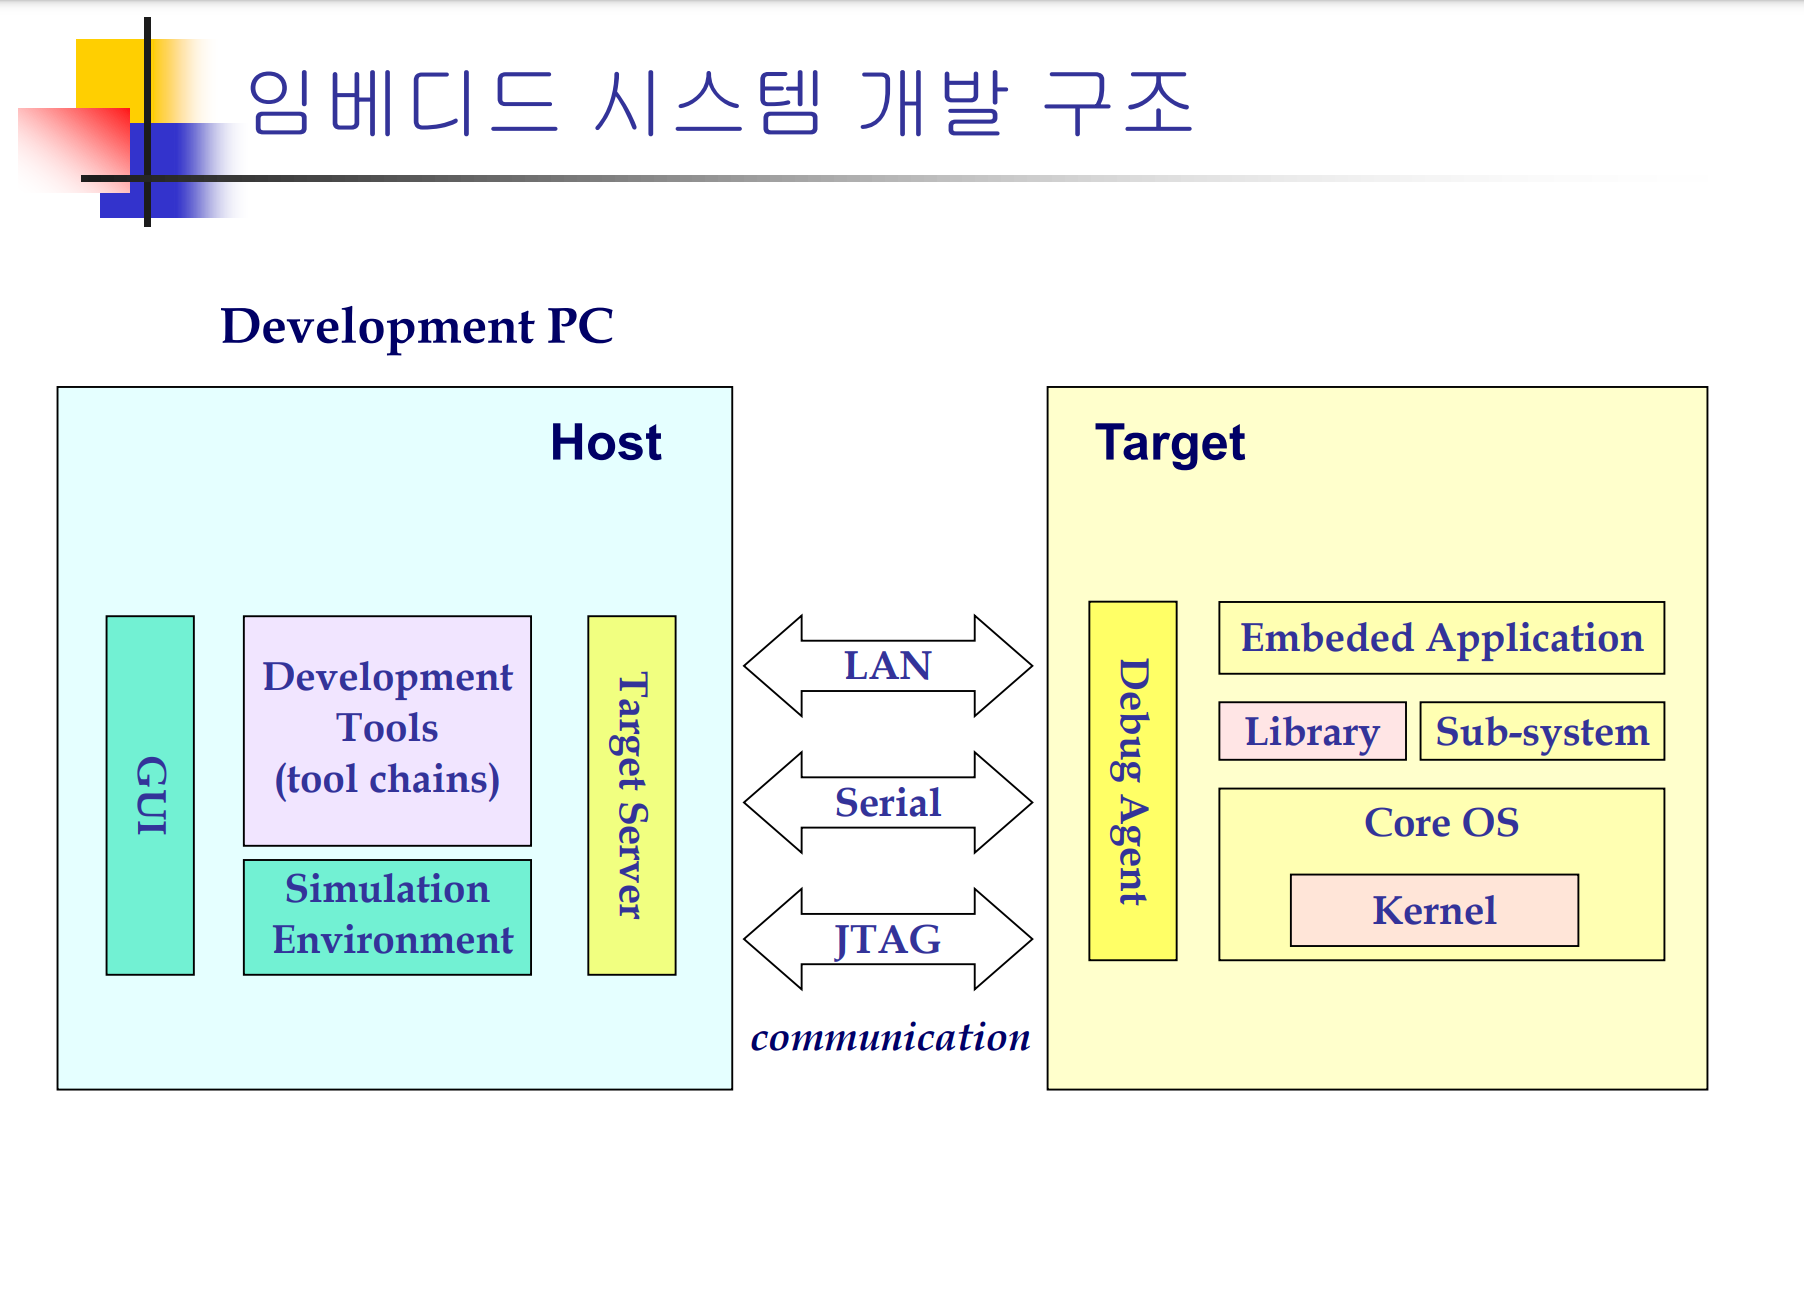 임베디드 시스템 개발 구조
Development PC
Host
GUI
Development
Tools
(tool chains)
Simulation
Environment
Target Server
LAN
Serial
JTAG
communication
Target
Debug Agent
Embeded Application
Library
Sub-system
Core OS
Kernel